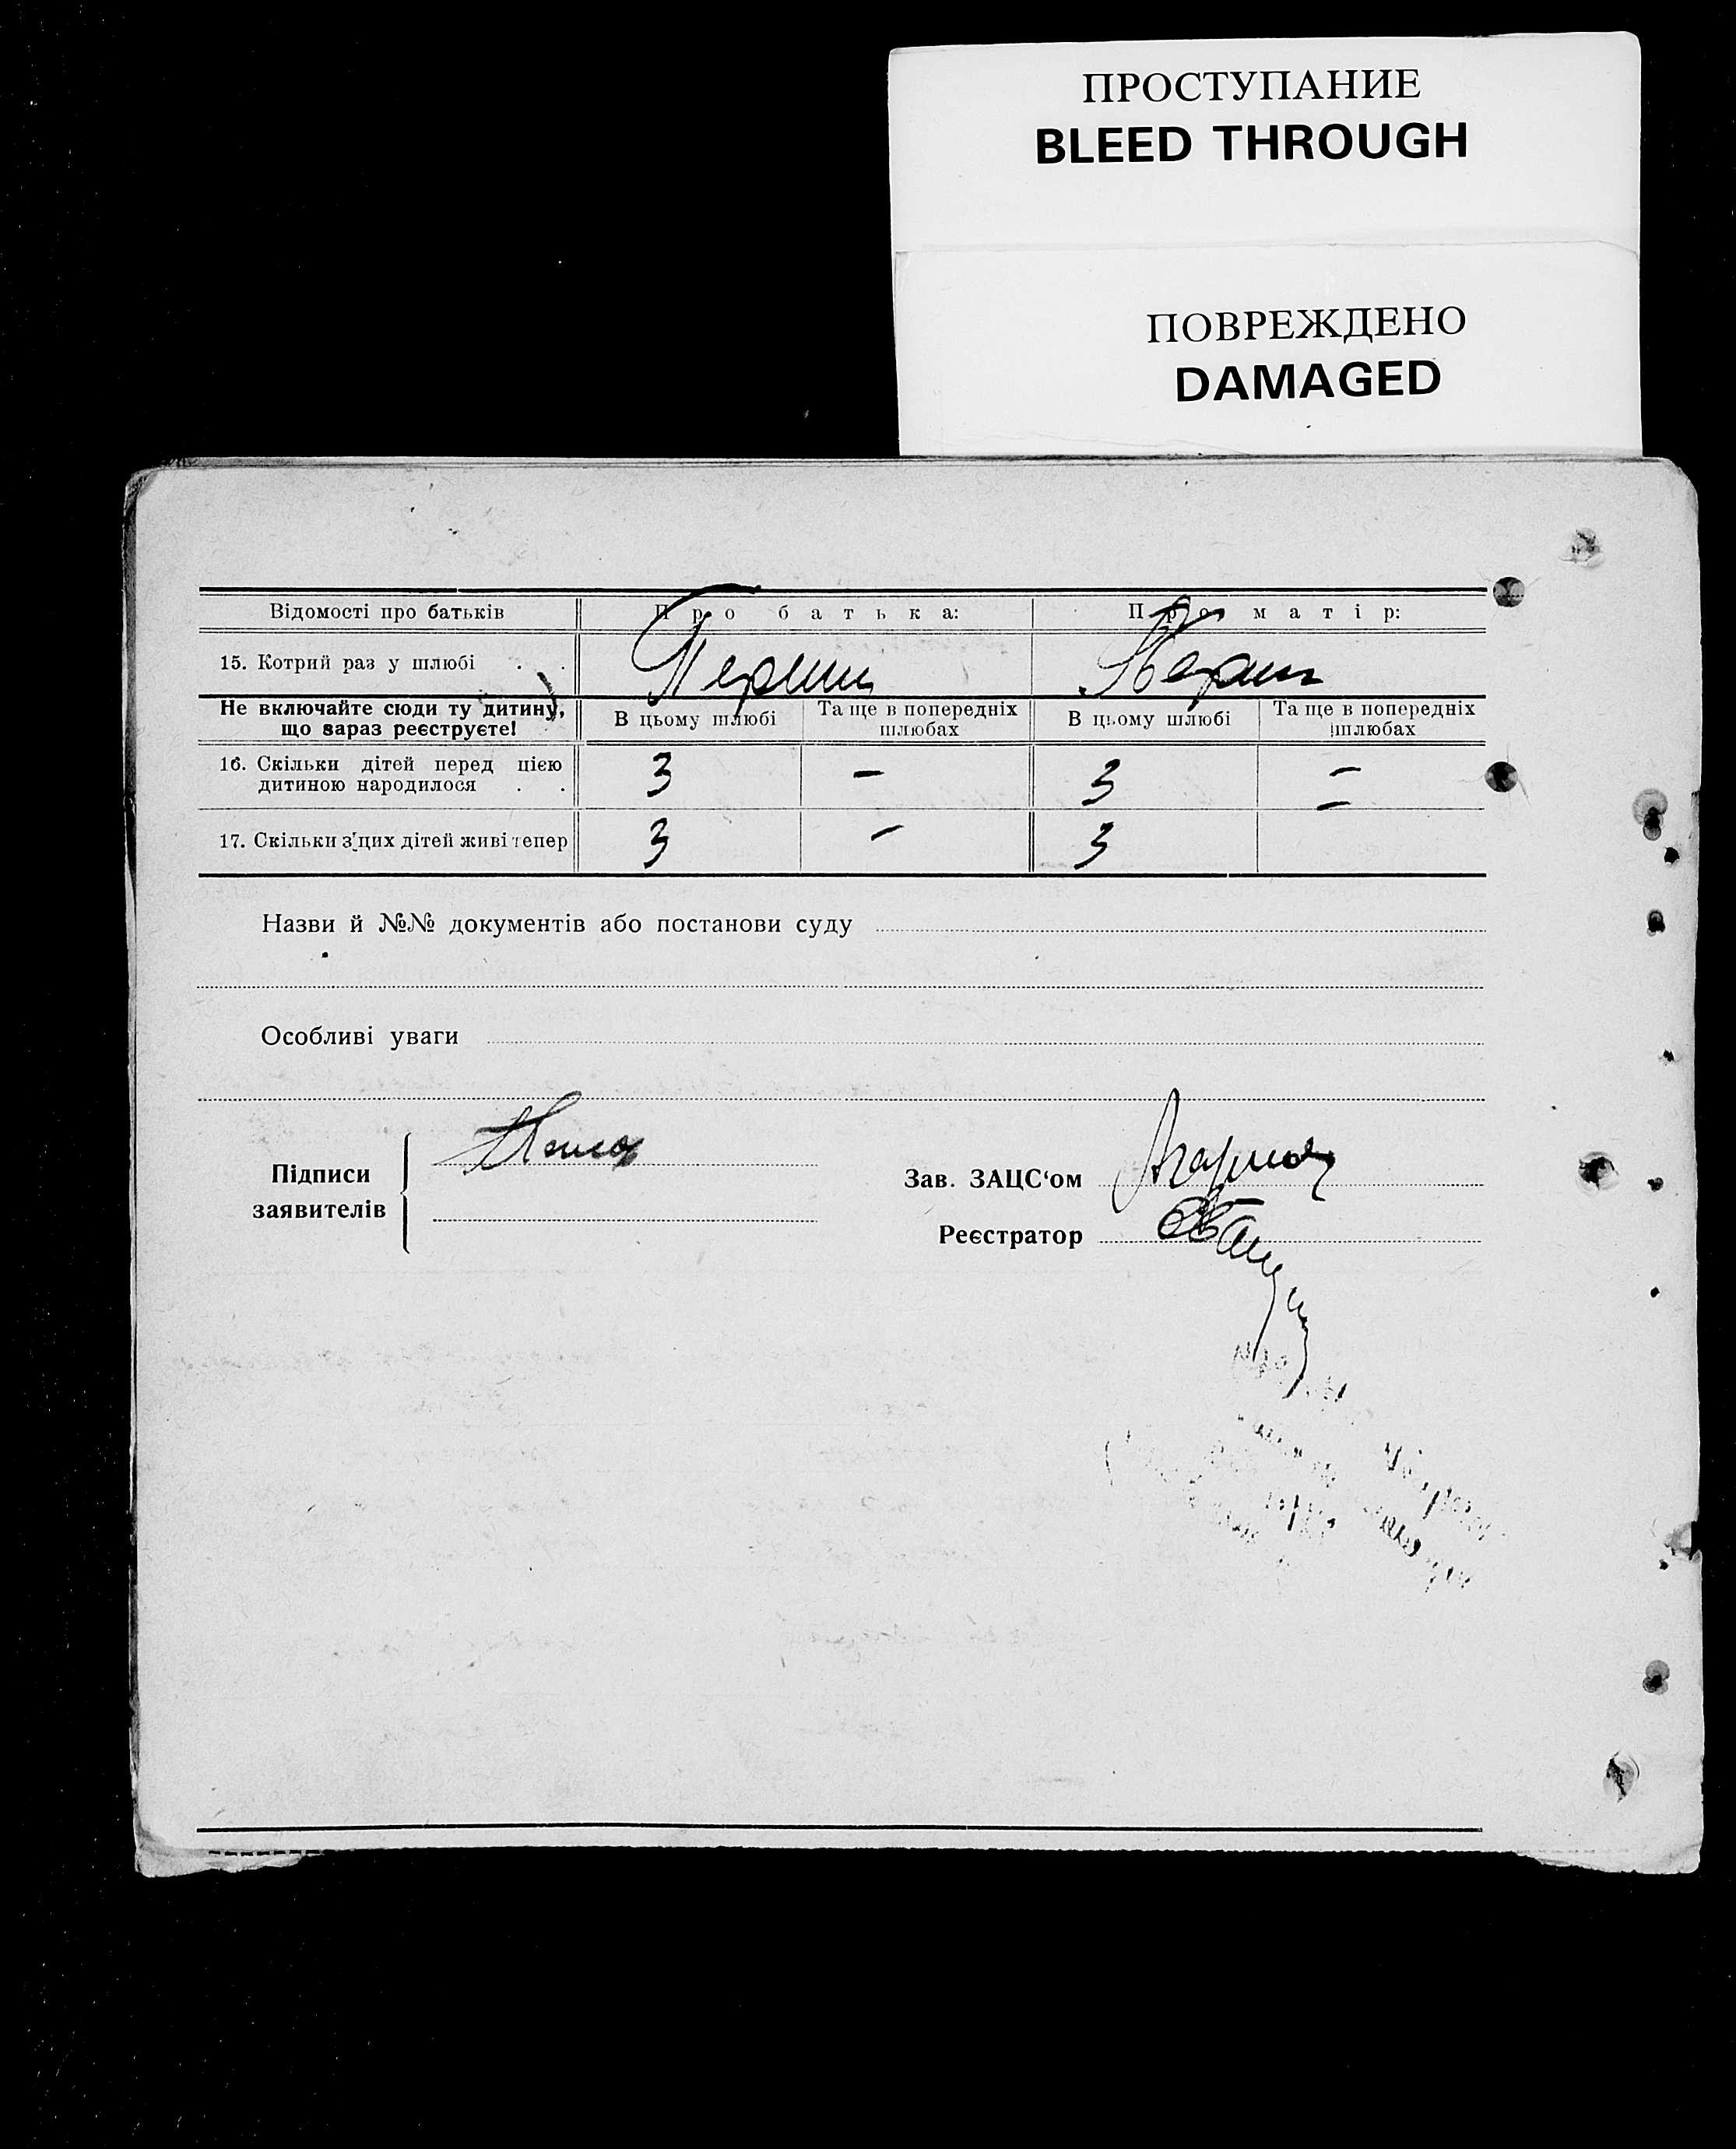 ПРОСТУПАНИЕ
BLEED THROUGH
ПОВРЕЖДЕНО
DAMAGED
Відомості про батьків Про батька: Про матір:
15. Котрий раз у шлюбі . . Перший Перший
Не включайте сюди ту дитину, що зараз реєструєте! В цьому шлюбі Та ще в попередніх шлюбах В цьому шлюбі Та ще в попередніх шлюбах
16. Скільки дітей перед цією дитиною народилося . . 3 – 3 –
17. Скільки з цих дітей живі тепер 3 – 3 –
Назви й №№ документів або постанови суду
Особливі уваги
Підписи заявителів
Зав. ЗАЦС‘ом
Реєстратор